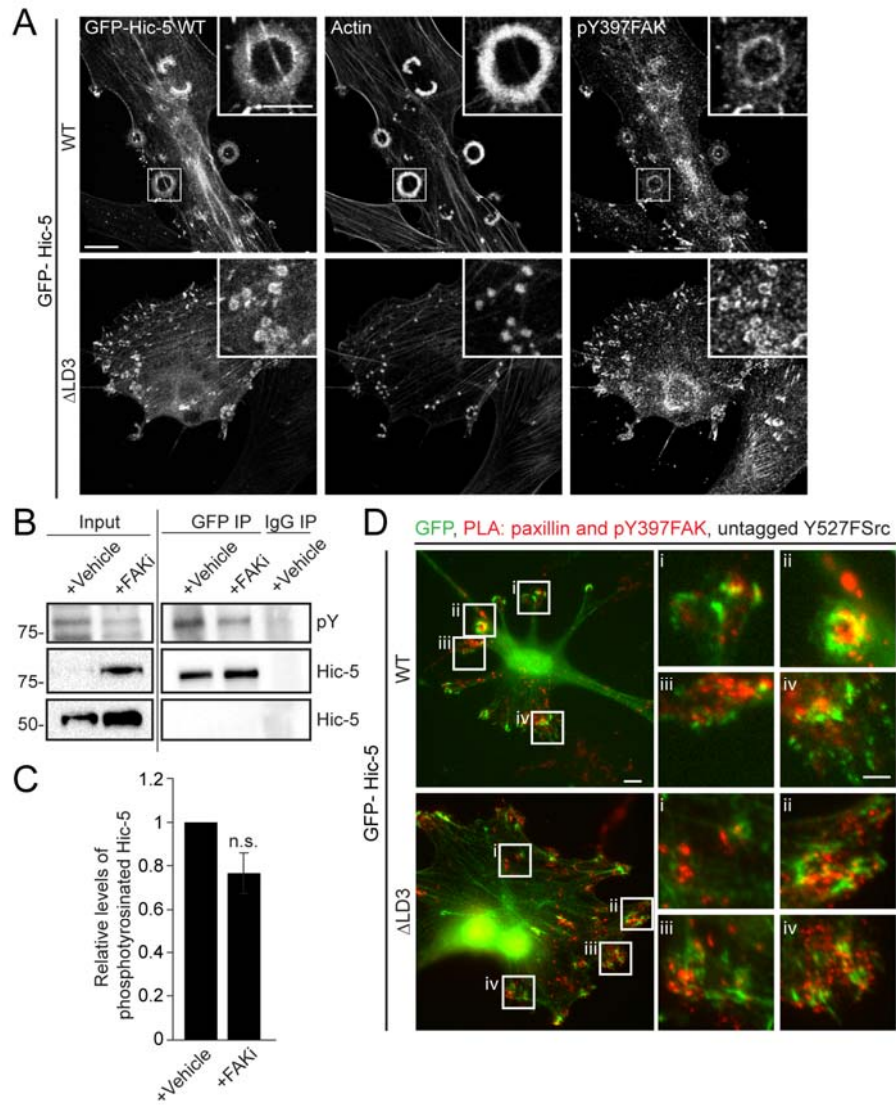 A
GFP-Hic-5 WT
Actin
pY397FAK
WT
GFP- Hic-5
ΔLD3
B
Input
GFP IP
IgG IP
+Vehicle
+FAKi
+Vehicle
+FAKi
+Vehicle
75-
pY
75-
Hic-5
50-
Hic-5
C
Relative levels of
phosphotyrosinated Hic-5
1.2
1
0.8
0.6
0.4
0.2
0
n.s.
+Vehicle
+FAKi
D
GFP, PLA: paxillin and pY397FAK, untagged Y527FSrc
GFP- Hic-5
WT
i
ii
iii
iv
i
ii
iii
iv
ΔLD3
i
ii
iii
iv
i
ii
iii
iv